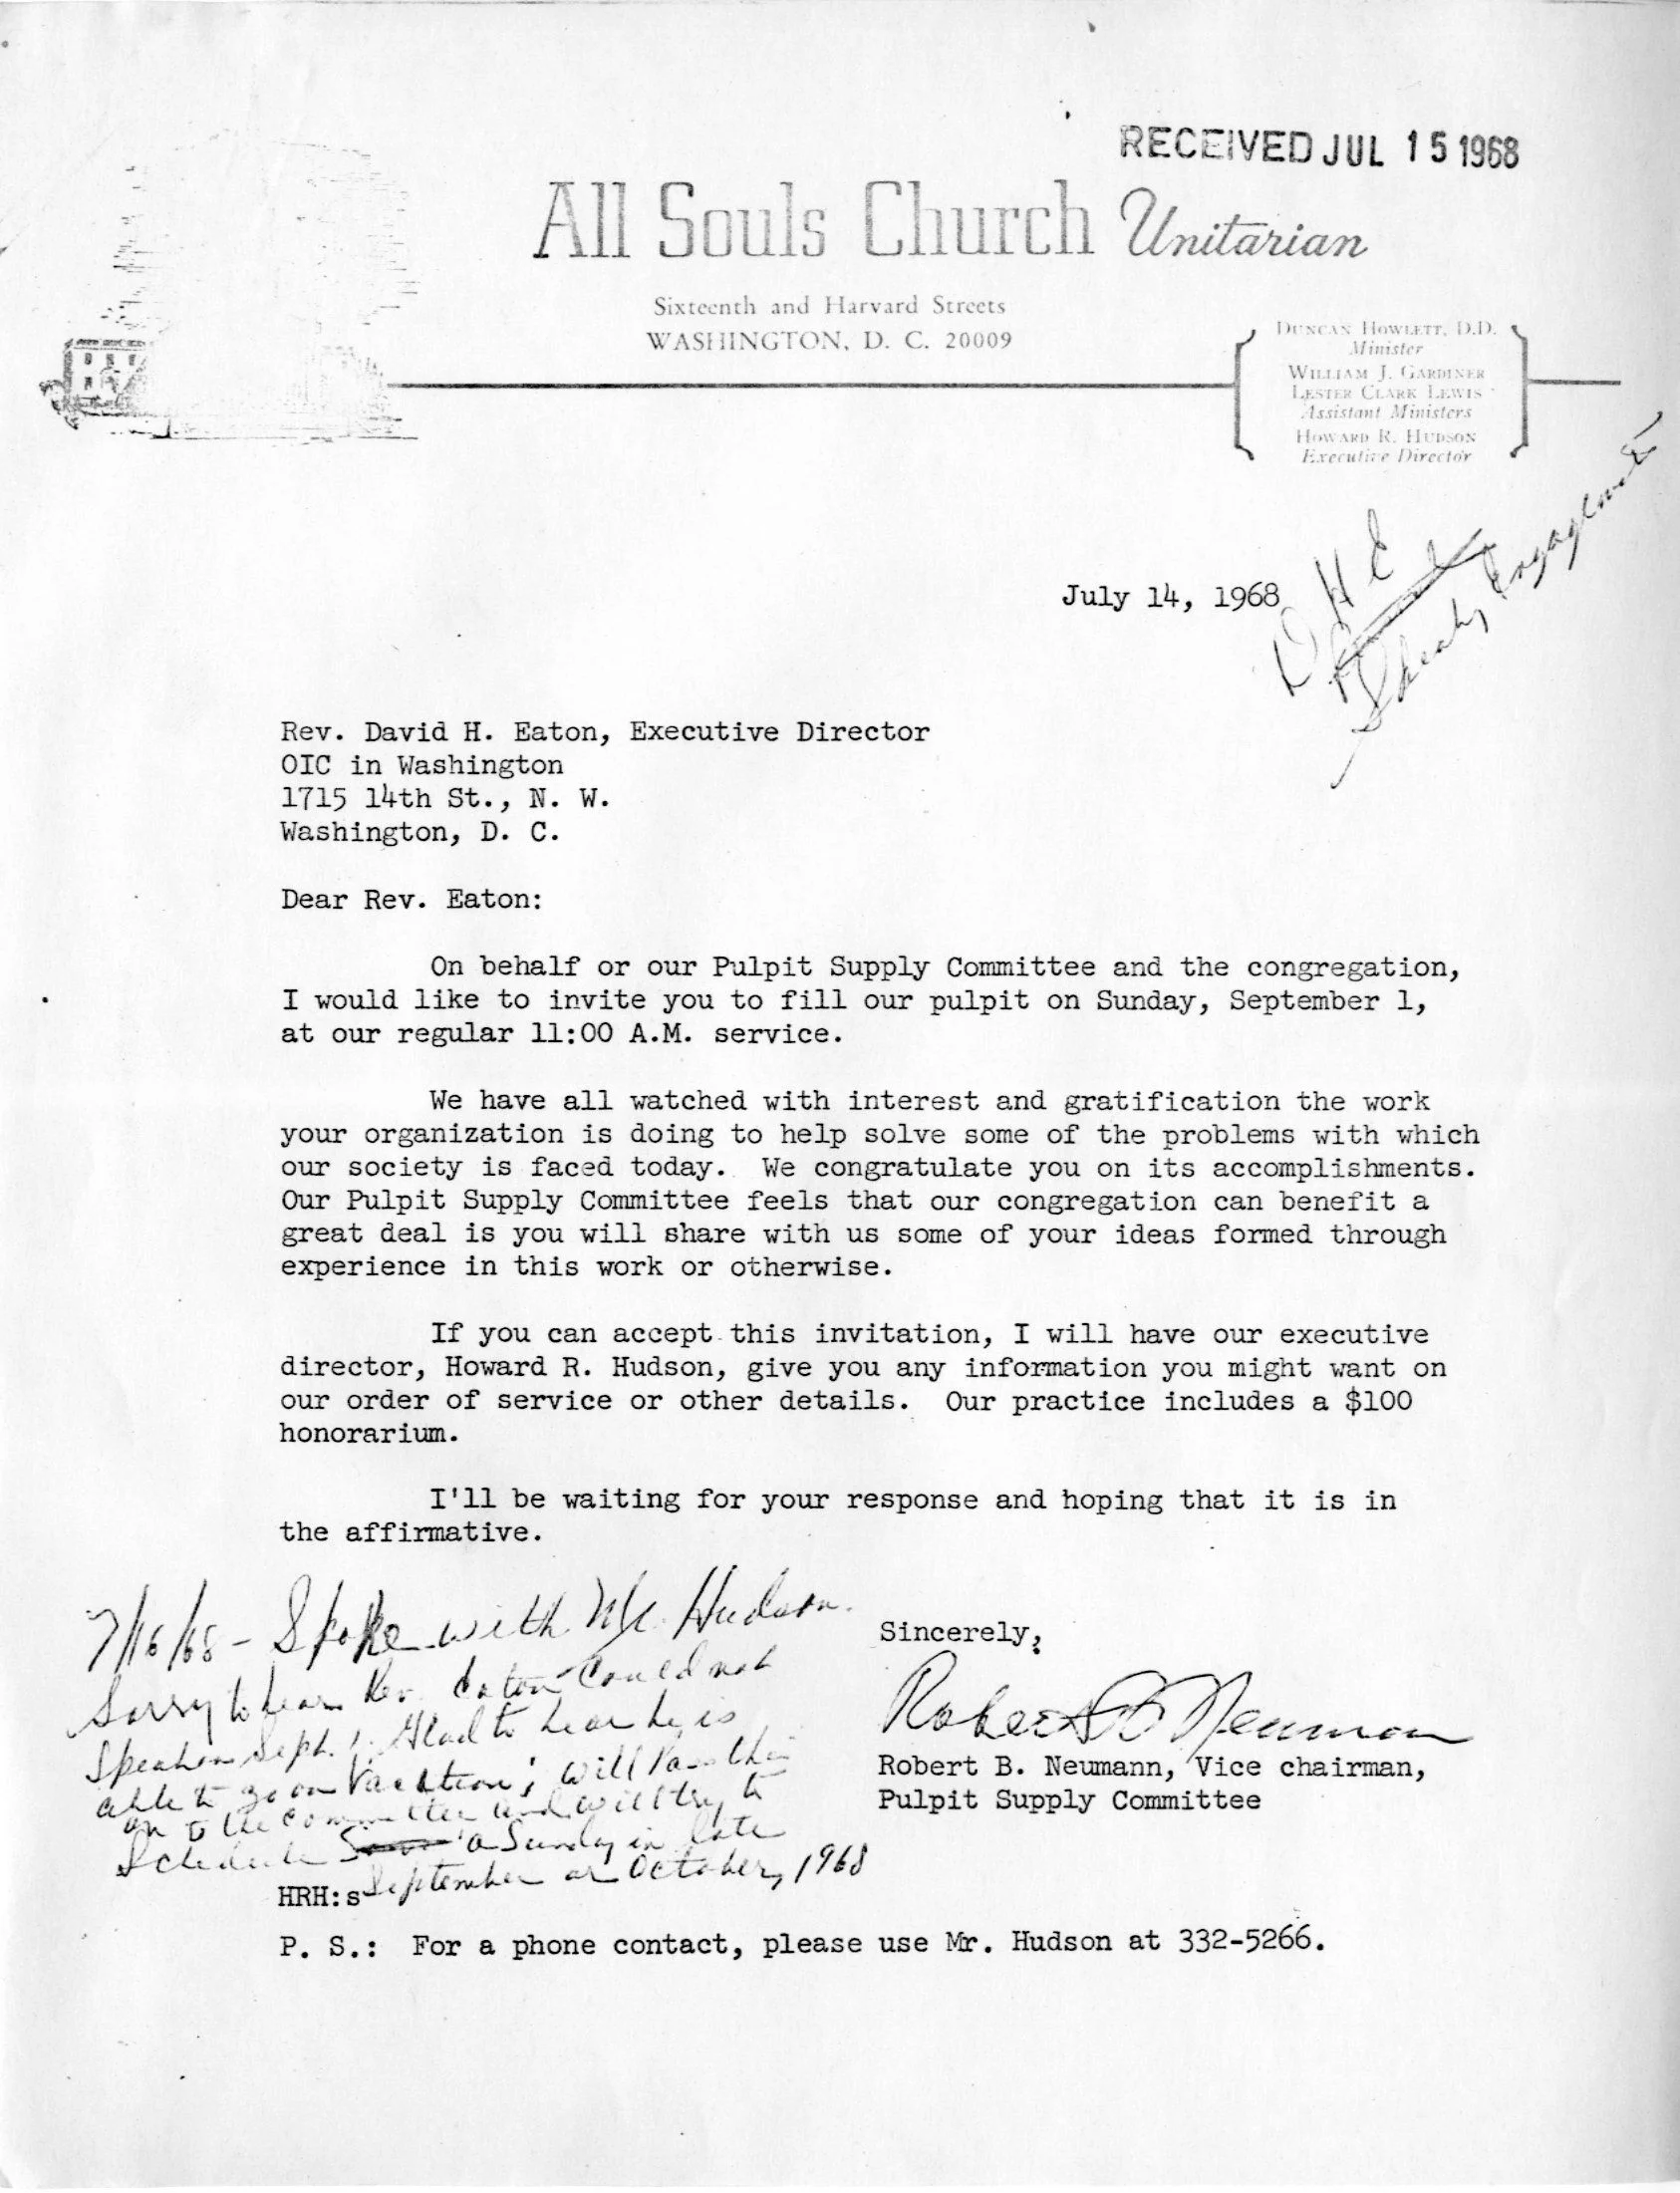 RECEIVED JUL 15 1968
All Souls Church Unitarian
Sixteenth and Harvard Streets
WASHINGTON, D. C. 20009
DUNCAN HOWLETT, D.D.
Minister
WILLIAM J. GARDINER
LESTER CLARK LEWIS
Assistant Ministers
HOWARD R. HUDSON
Executive Director
D H E
Speaking Engagements
July 14, 1968
Rev. David H. Eaton, Executive Director
OIC in Washington
1715 14th St., N. W.
Washington, D. C.
Dear Rev. Eaton:
On behalf or our Pulpit Supply Committee and the congregation,
I would like to invite you to fill our pulpit on Sunday, September 1,
at our regular 11:00 A.M. service.
We have all watched with interest and gratification the work
your organization is doing to help solve some of the problems with which
our society is faced today. We congratulate you on its accomplishments.
Our Pulpit Supply Committee feels that our congregation can benefit a
great deal is you will share with us some of your ideas formed through
experience in this work or otherwise.
If you can accept this invitation, I will have our executive
director, Howard R. Hudson, give you any information you might want on
our order of service or other details. Our practice includes a $100
honorarium.
I'll be waiting for your response and hoping that it is in
the affirmative.
7/16/68 - Spoke with Mr. Hudson.
Sorry to hear Rev. Eaton could not
speak on Sept. 1. Glad to hear he is
able to go on vacation; will pass this
on to the committee and will try to
schedule a Sunday in late
September or October, 1968
Sincerely,
Robert B Neumann
Robert B. Neumann, Vice chairman,
Pulpit Supply Committee
HRH:s
P. S.: For a phone contact, please use Mr. Hudson at 332-5266.